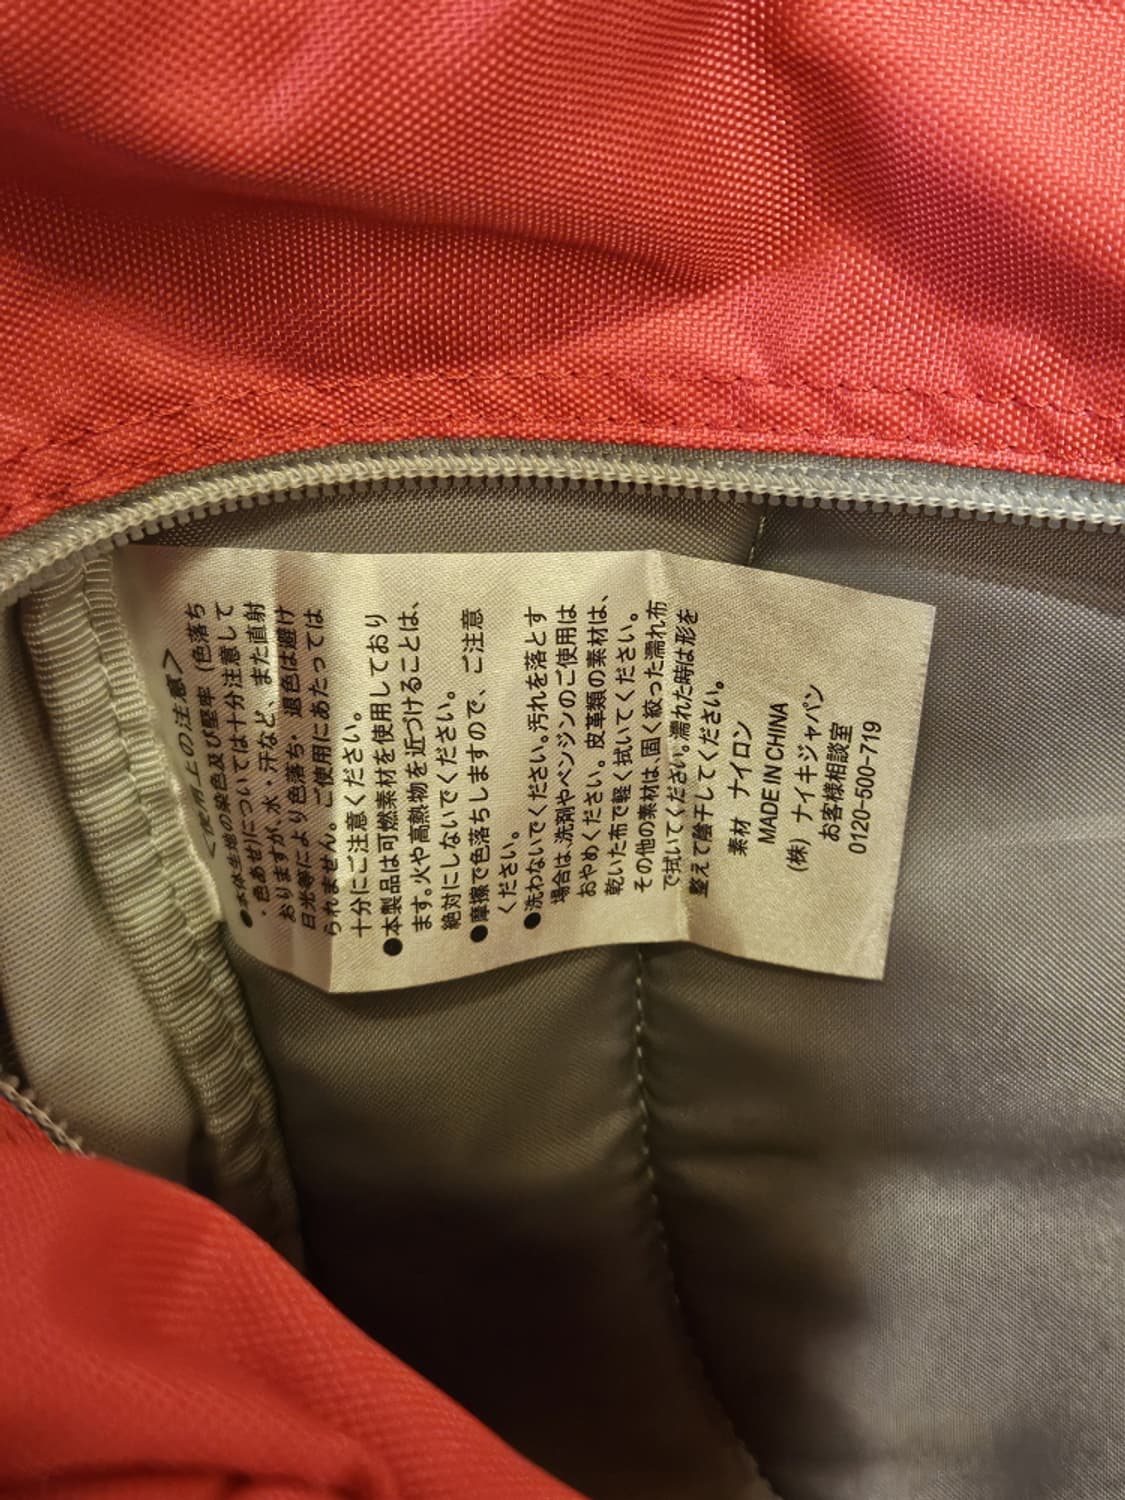 <使用上の注意>
●本体生地の染色及び堅牢(色落ち
・色あせ)については十分注意して
おりますが、水・汗など、また直射
日光等により色落ち・退色は避け
られません。ご使用にあたっては
十分にご注意ください。
●本製品は可燃素材を使用しており
ます。火や高熱物を近づけることは、
絶対にしないでください。
●摩擦で色落ちしますので、ご注意
ください。
●洗わないでください。汚れを落とす
場合は、洗剤やベンジンのご使用は
おやめください。皮革類の素材は、
乾いた布で軽く拭いてください。
その他の素材は、固く絞った濡れ布
で拭いてください。濡れた時は形を
整えて陰干してください。
素材 ナイロン
MADE IN CHINA
(株)ナイキジャパン
お客様相談室
0120-500-719